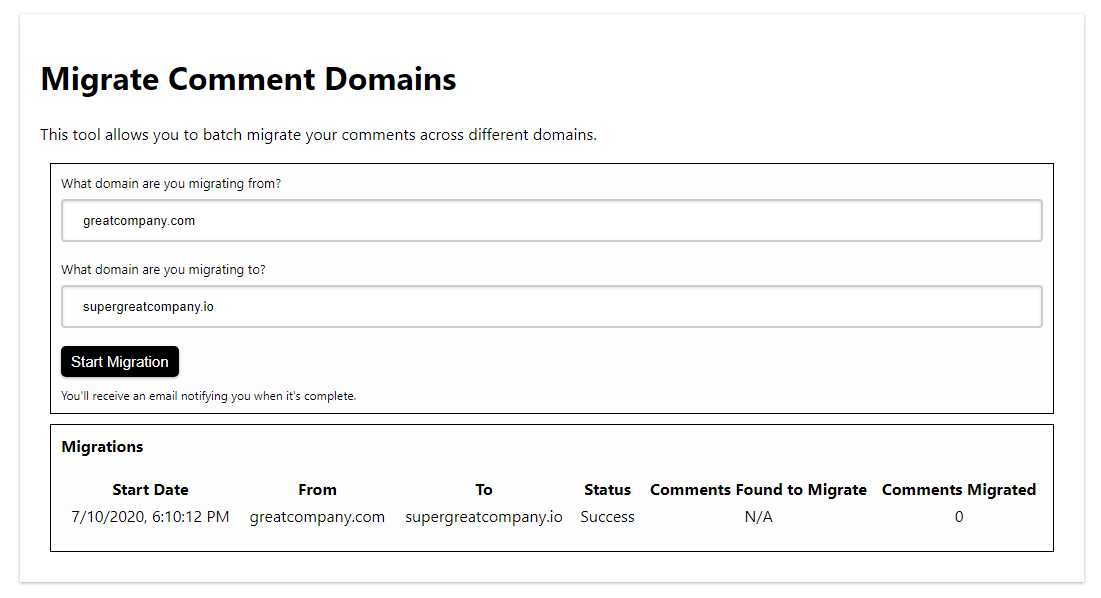 Migrate Comment Domains
This tool allows you to batch migrate your comments across different domains.
What domain are you migrating from?
greatcompany.com
What domain are you migrating to?
supergreatcompany.io
Start Migration
You'll receive an email notifying you when it's complete.
Migrations
Start Date From To Status Comments Found to Migrate Comments Migrated
7/10/2020, 6:10:12 PM greatcompany.com supergreatcompany.io Success N/A 0